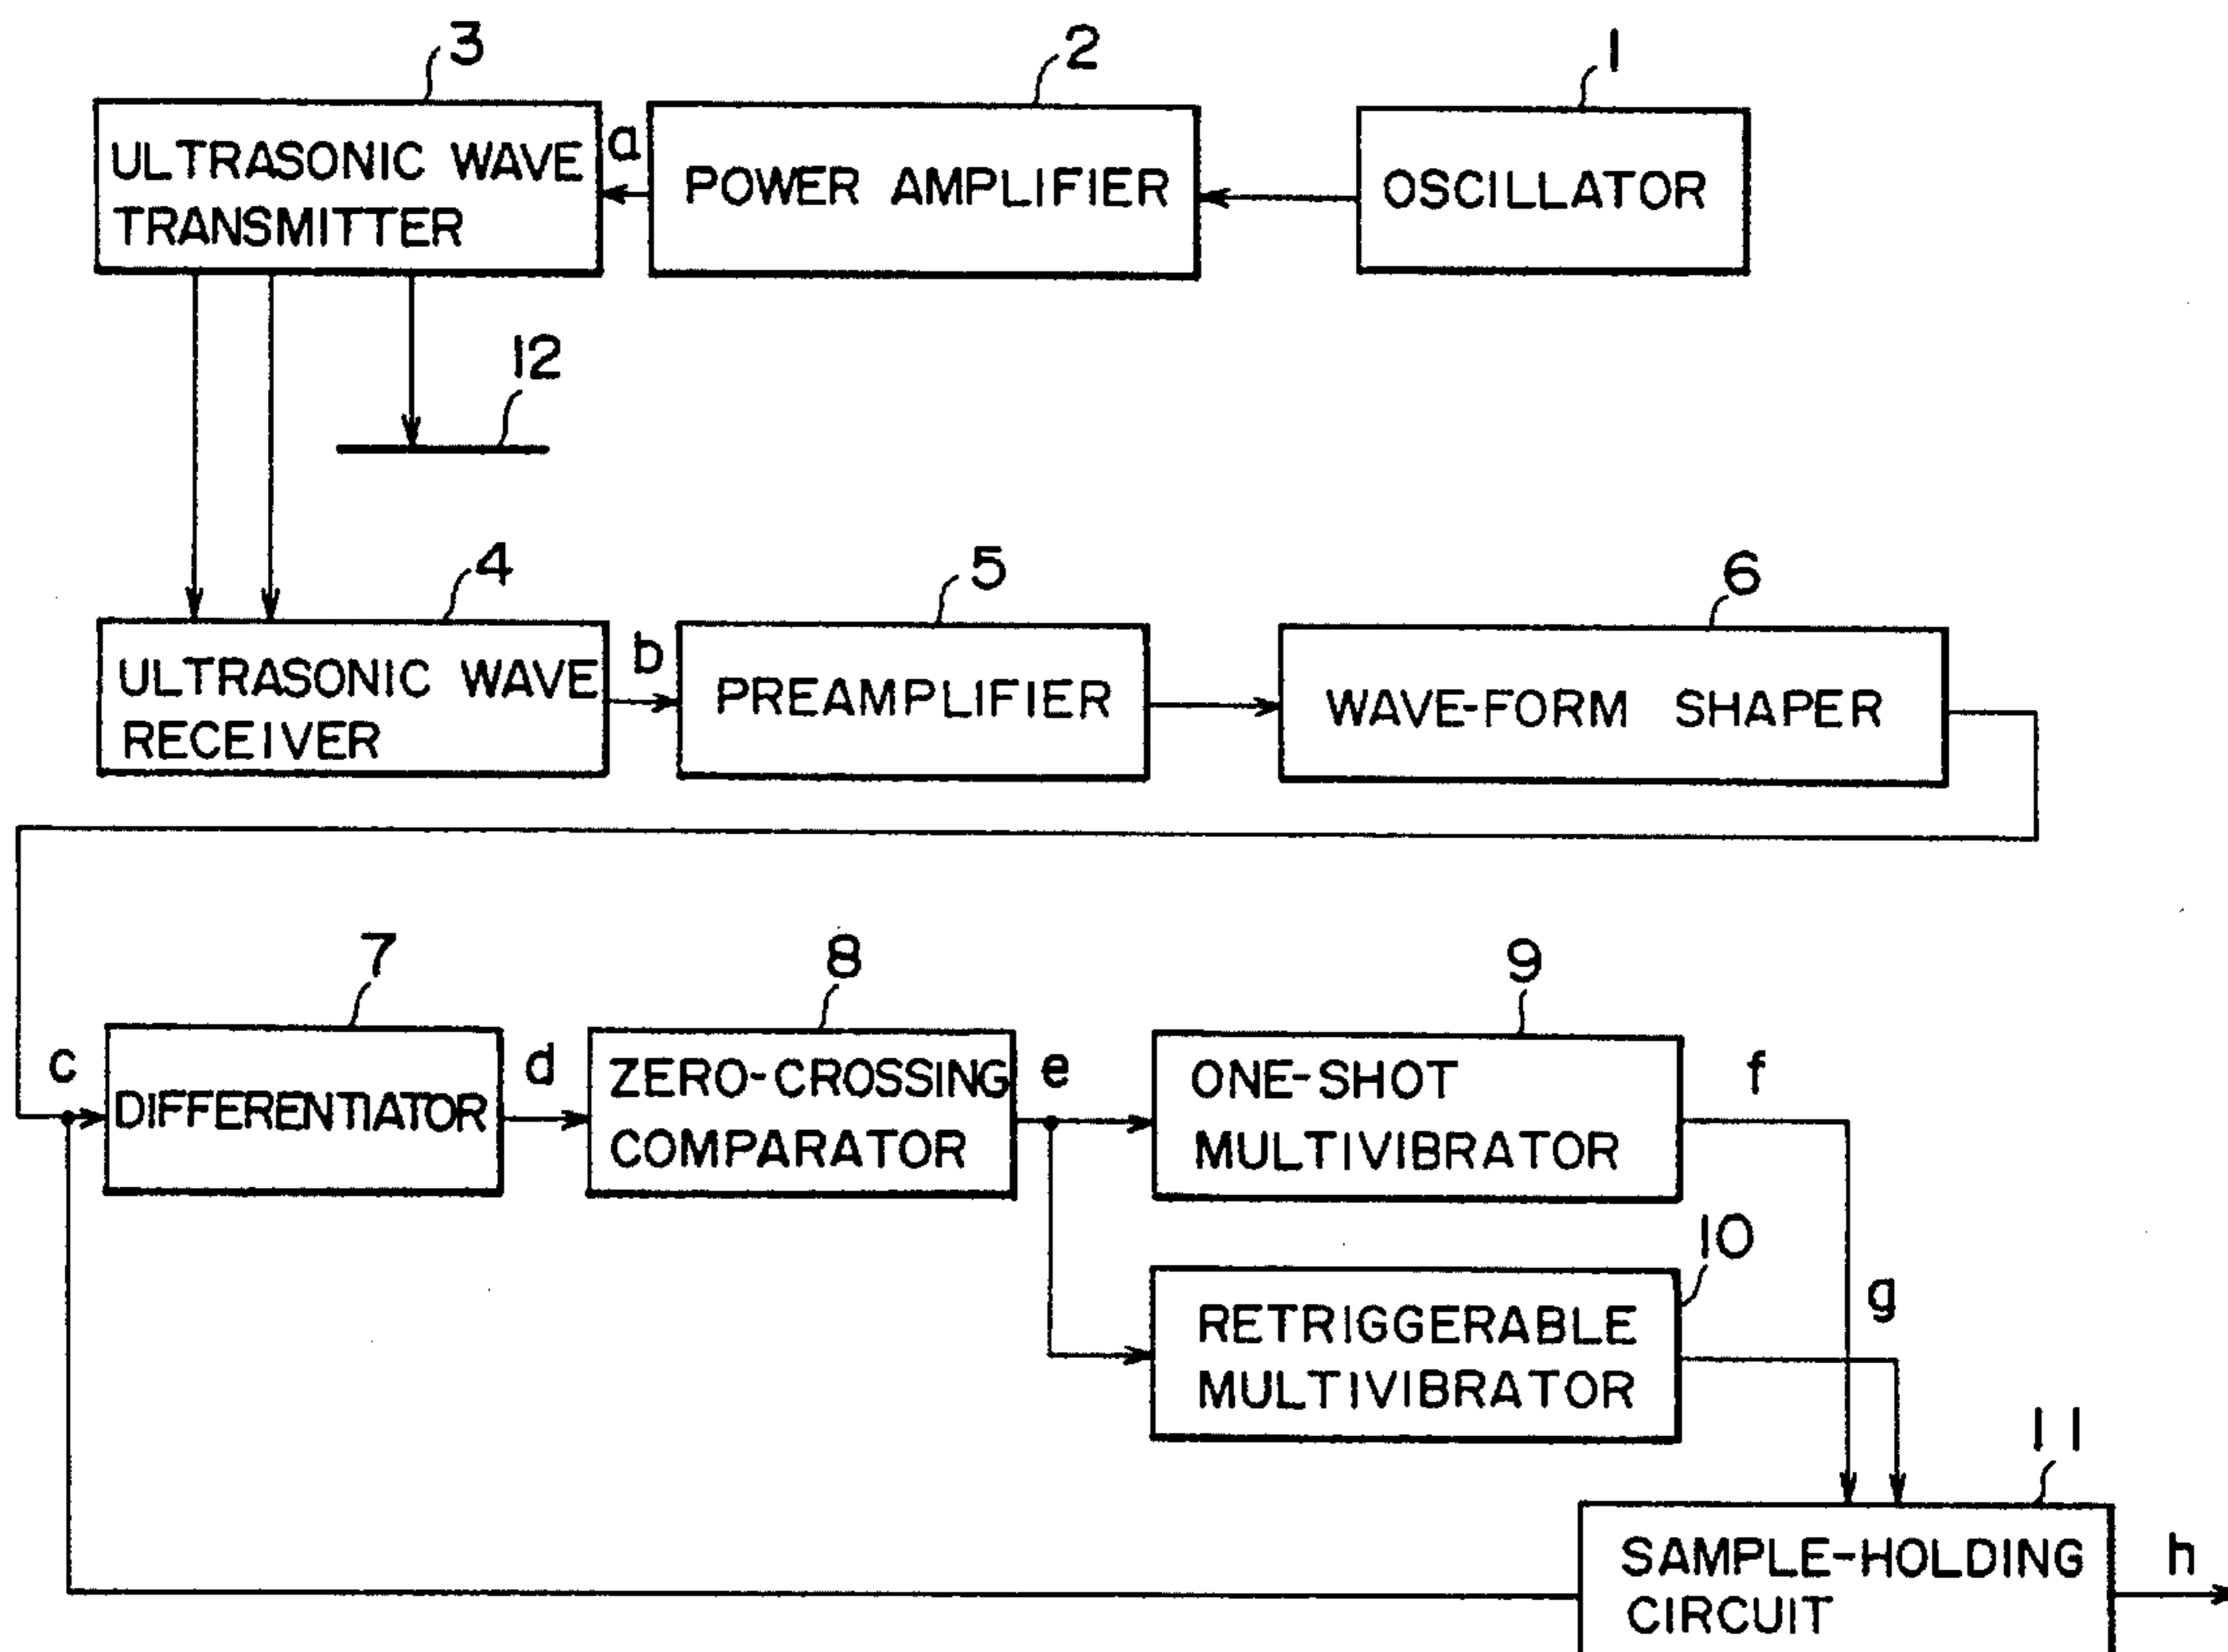 3
2
1
ULTRASONIC WAVE
TRANSMITTER
a
POWER AMPLIFIER
OSCILLATOR
12
4
5
6
ULTRASONIC WAVE
RECEIVER
b
PREAMPLIFIER
WAVE-FORM SHAPER
7
8
9
c
DIFFERENTIATOR
d
ZERO-CROSSING
COMPARATOR
e
ONE-SHOT
MULTIVIBRATOR
f
10
RETRIGGERABLE
MULTIVIBRATOR
g
11
SAMPLE-HOLDING
CIRCUIT
h